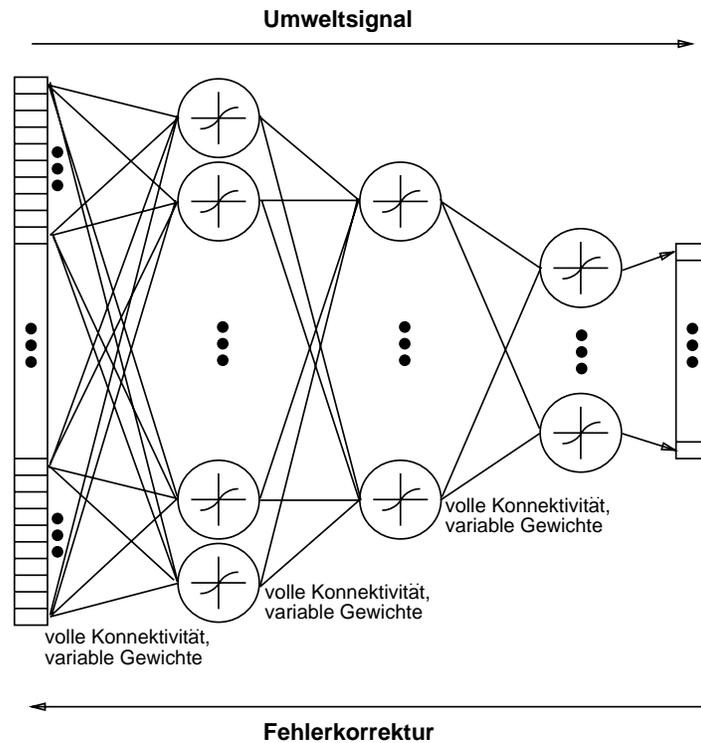 Umweltsignal
volle Konnektivität,
variable Gewichte
volle Konnektivität,
variable Gewichte
volle Konnektivität,
variable Gewichte
Fehlerkorrektur